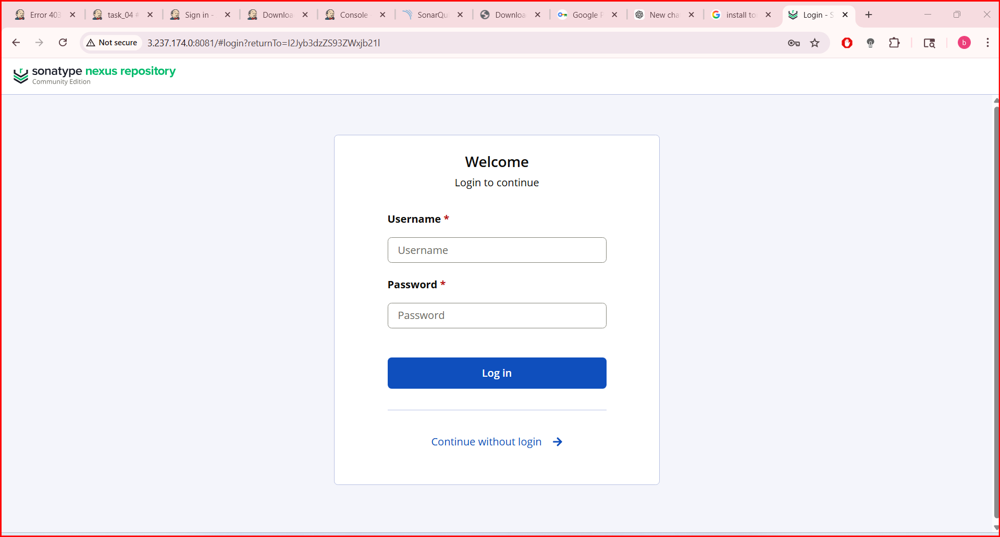 Error 403
task_04 #
Sign in -
Downloa
Console
SonarQu
Downloa
Google P
New cha
install to
Login - S
Not secure
3.237.174.0:8081/#login?returnTo=I2Jyb3dzZS93ZWxjb21l
b
sonatype nexus repository
Community Edition
Welcome
Login to continue
Username *
Username
Password *
Password
Log in
Continue without login